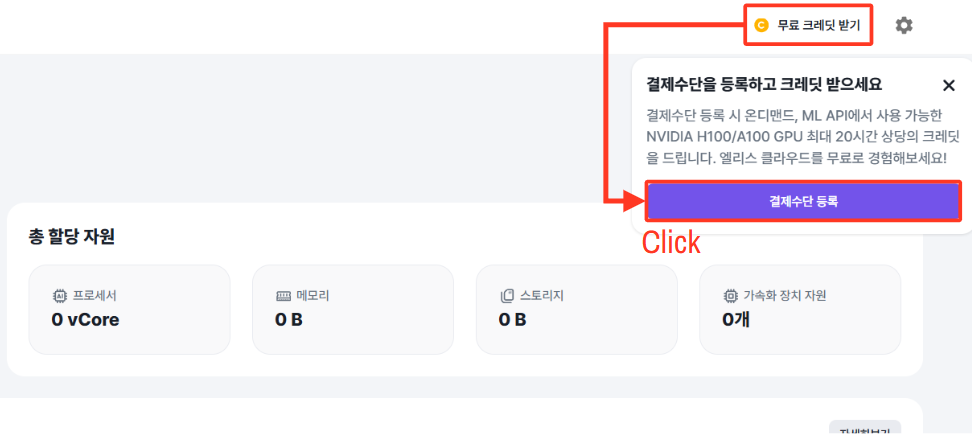 무료 크레딧 받기
결제수단을 등록하고 크레딧 받으세요
결제수단 등록 시 온디맨드, ML API에서 사용 가능한
NVIDIA H100/A100 GPU 최대 20시간 상당의 크레딧
을 드립니다. 엘리스 클라우드를 무료로 경험해보세요!
결제수단 등록
Click
총 할당 자원
프로세서
0 vCore
메모리
0 B
스토리지
0 B
가속화 장치 자원
0개